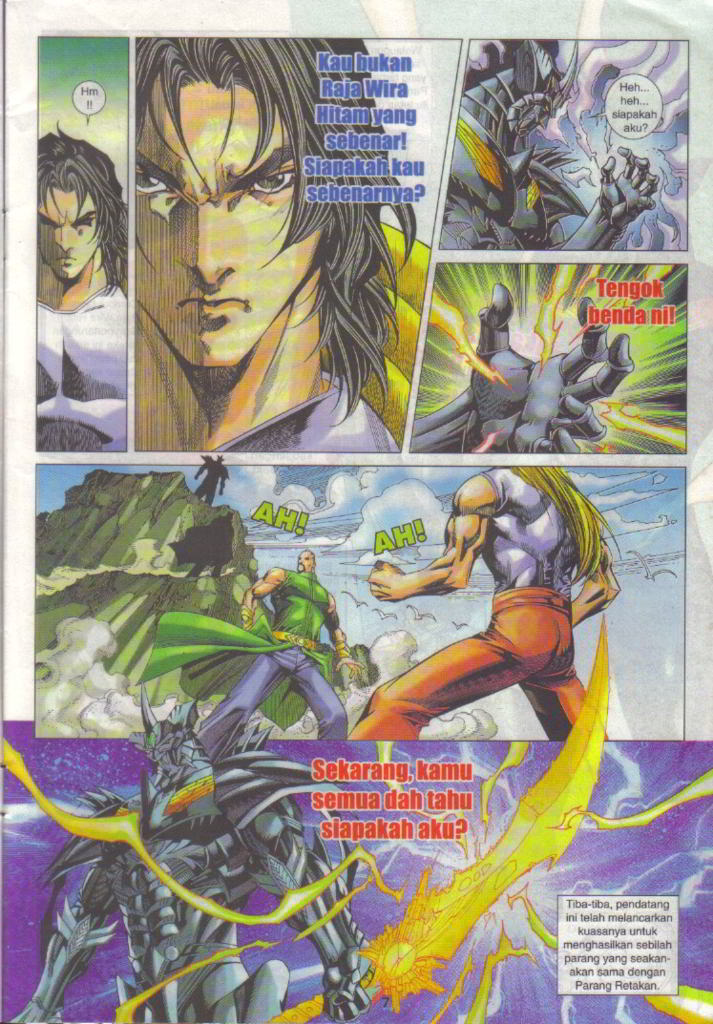 Hm
!!
Kau bukan
Raja Wira
Hitam yang
sebenar!
Siapakah kau
sebenarnya?
Heh...
heh...
siapakah
aku?
Tengok
benda ni!
AH!
AH!
Sekarang, kamu
semua dah tahu
siapakah aku?
Tiba-tiba, pendatang
ini telah melancarkan
kuasanya untuk
menghasilkan sebilah
parang yang seakan-
akan sama dengan
Parang Retakan.
7